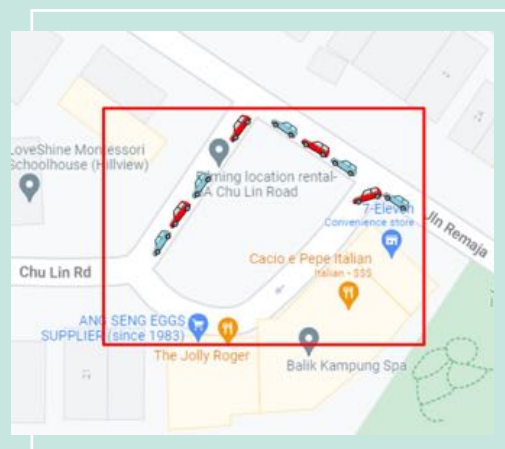 LoveShine Montessori
Schoolhouse (Hillview)
Filming location rental-
A Chu Lin Road
7-Eleven
Convenience store
Jln Remaja
Cacio e Pepe Italian
Italian - $$$
Chu Lin Rd
ANG SENG EGGS
SUPPLIER (since 1983)
The Jolly Roger
Balik Kampung Spa